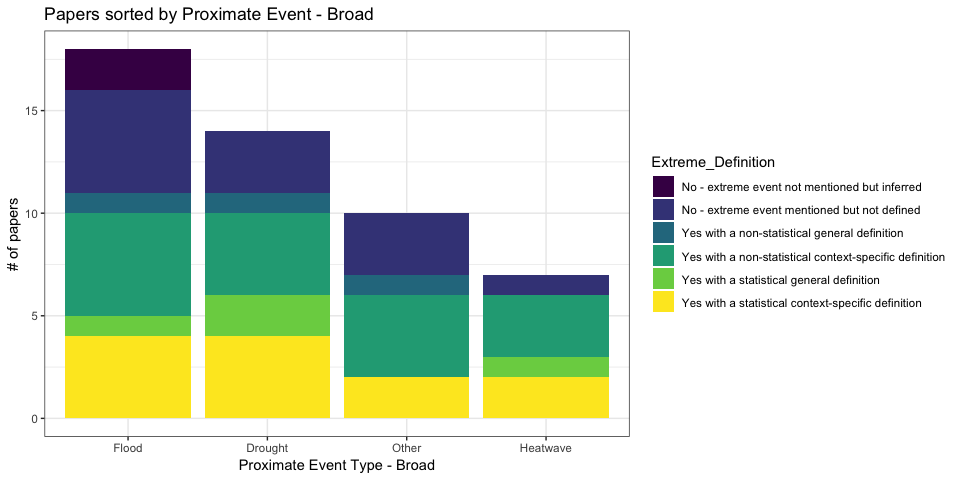 Papers sorted by Proximate Event - Broad
# of papers
15
10
5
0
Flood
Drought
Other
Heatwave
Proximate Event Type - Broad
Extreme_Definition
No - extreme event not mentioned but inferred
No - extreme event mentioned but not defined
Yes with a non-statistical general definition
Yes with a non-statistical context-specific definition
Yes with a statistical general definition
Yes with a statistical context-specific definition